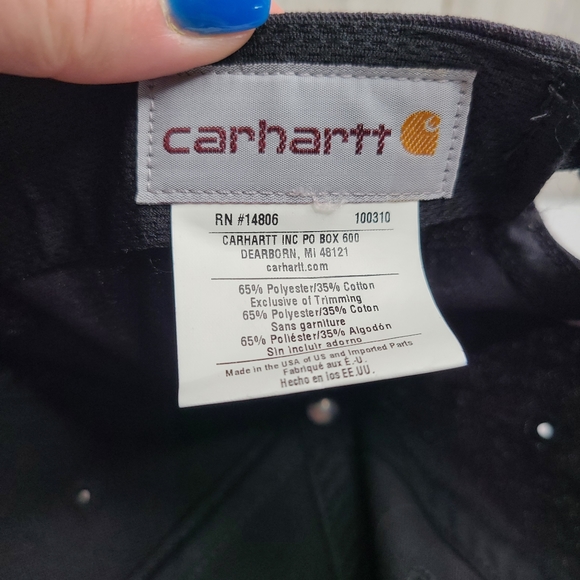 carhartt
RN #14806 100310
CARHARTT INC PO BOX 600
DEARBORN, MI 48121
carhartt.com
65% Polyester/35% Cotton
Exclusive of Trimming
65% Polyester/35% Coton
Sans garniture
65% Poliéster/35% Algodón
Sin incluir adorno
Made in the USA of US and Imported Parts
Fabriqué aux É.-U.
Hecho en los EE.UU.